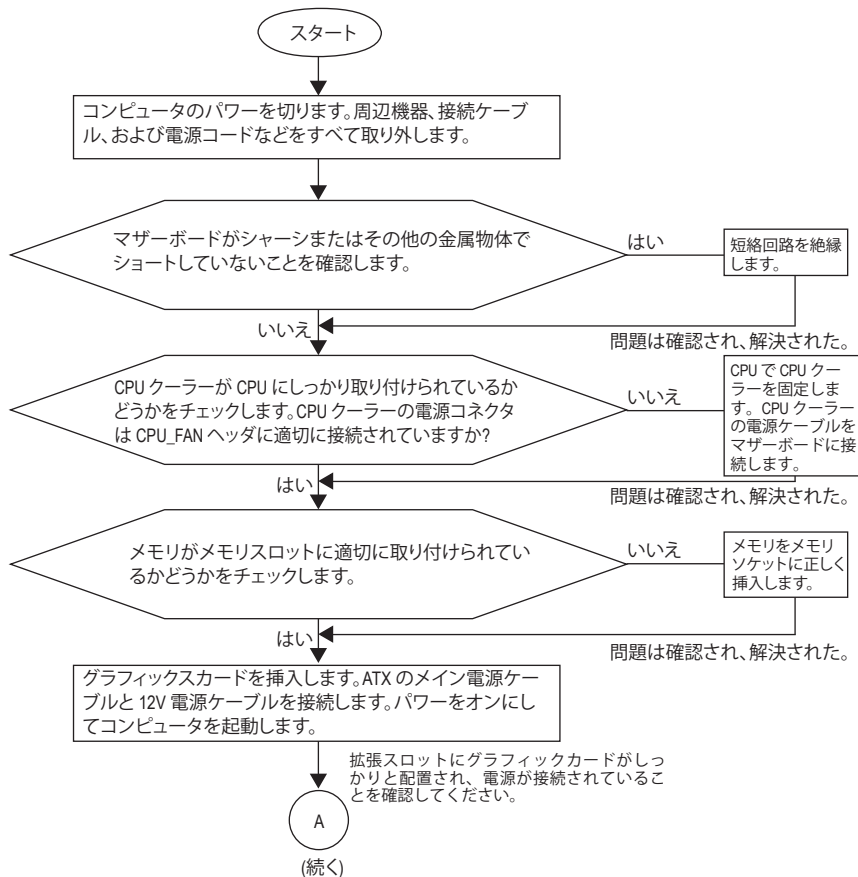 スタート
コンピュータのパワーを切ります。周辺機器、接続ケーブ
ル、および電源コードなどをすべて取り外します。
マザーボードがシャーシまたはその他の金属物体で
ショートしていないことを確認します。
はい
短絡回路を絶縁
します。
いいえ
問題は確認され、解決された。
CPU クーラーが CPU にしっかり取り付けられているか
どうかをチェックします。CPU クーラーの電源コネクタ
は CPU_FAN ヘッダに適切に接続されていますか?
いいえ
CPU で CPU クー
ラーを固定しま
す。CPU クーラー
の電源ケーブルを
マザーボードに接
続します。
はい
問題は確認され、解決された。
メモリがメモリスロットに適切に取り付けられてい
るかどうかをチェックします。
いいえ
メモリをメモリ
ソケットに正しく
挿入します。
はい
問題は確認され、解決された。
グラフィックスカードを挿入します。ATX のメイン電源ケー
ブルと 12V 電源ケーブルを接続します。パワーをオンにし
てコンピュータを起動します。
拡張スロットにグラフィックカードがしっ
かりと配置され、電源が接続されているこ
とを確認してください。
A
(続く)